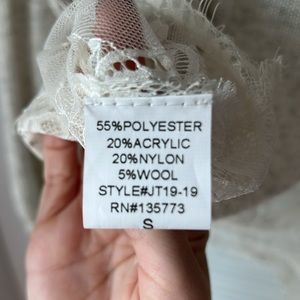 55%POLYESTER
20%ACRYLIC
20%NYLON
5%WOOL
STYLE#JT19-19
RN#135773
S